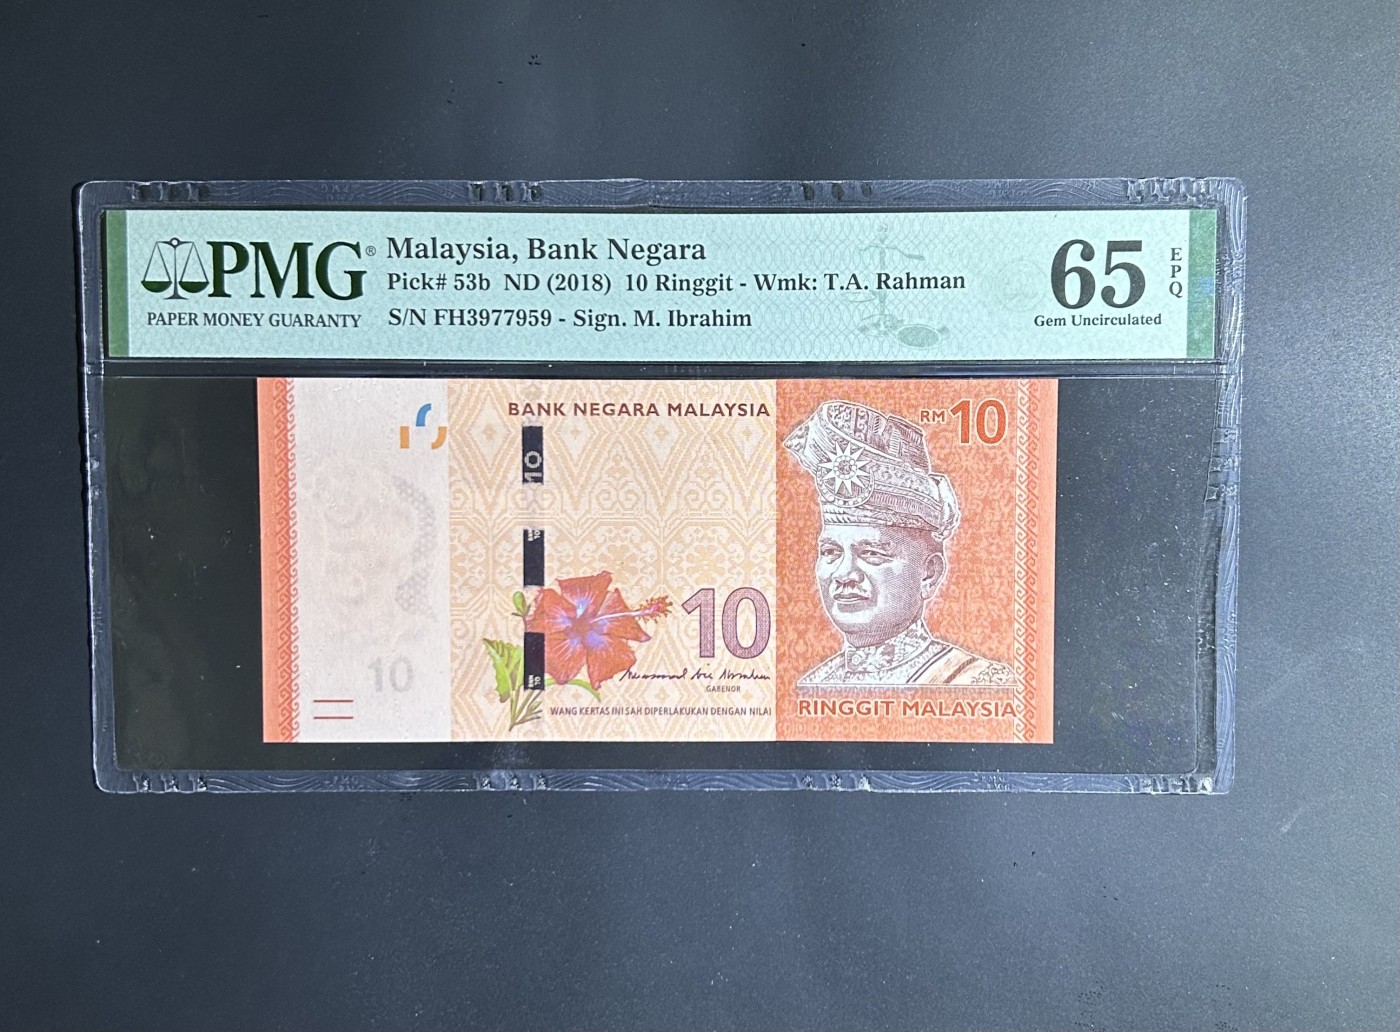 PMG®
PAPER MONEY GUARANTY
Malaysia, Bank Negara
Pick# 53b ND (2018) 10 Ringgit - Wmk: T.A. Rahman
S/N FH3977959 - Sign. M. Ibrahim
65
EPQ
Gem Uncirculated
BANK NEGARA MALAYSIA
RM10
10
10
10
GABENOR
WANG KERTAS INI SAH DIPERLAKUKAN DENGAN NILAI
RINGGIT MALAYSIA